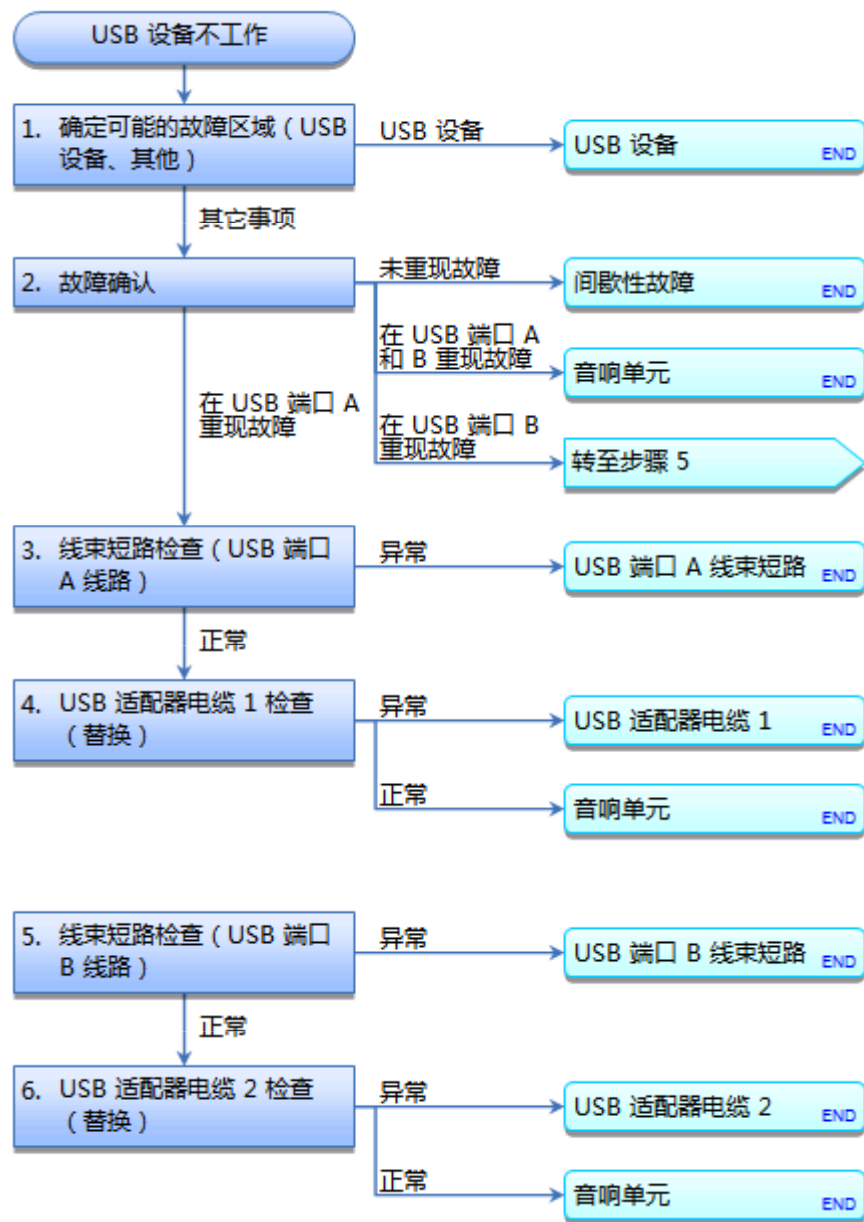 USB 设备不工作
1. 确定可能的故障区域（USB
设备、其他）
USB 设备
USB 设备
END
其它事项
2. 故障确认
未重现故障
间歇性故障
END
在 USB 端口 A
和 B 重现故障
音响单元
END
在 USB 端口 A
重现故障
在 USB 端口 B
重现故障
转至步骤 5
3. 线束短路检查（USB 端口
A 线路）
异常
USB 端口 A 线束短路
END
正常
4. USB 适配器电缆 1 检查
（替换）
异常
USB 适配器电缆 1
END
正常
音响单元
END
5. 线束短路检查（USB 端口
B 线路）
异常
USB 端口 B 线束短路
END
正常
6. USB 适配器电缆 2 检查
（替换）
异常
USB 适配器电缆 2
END
正常
音响单元
END